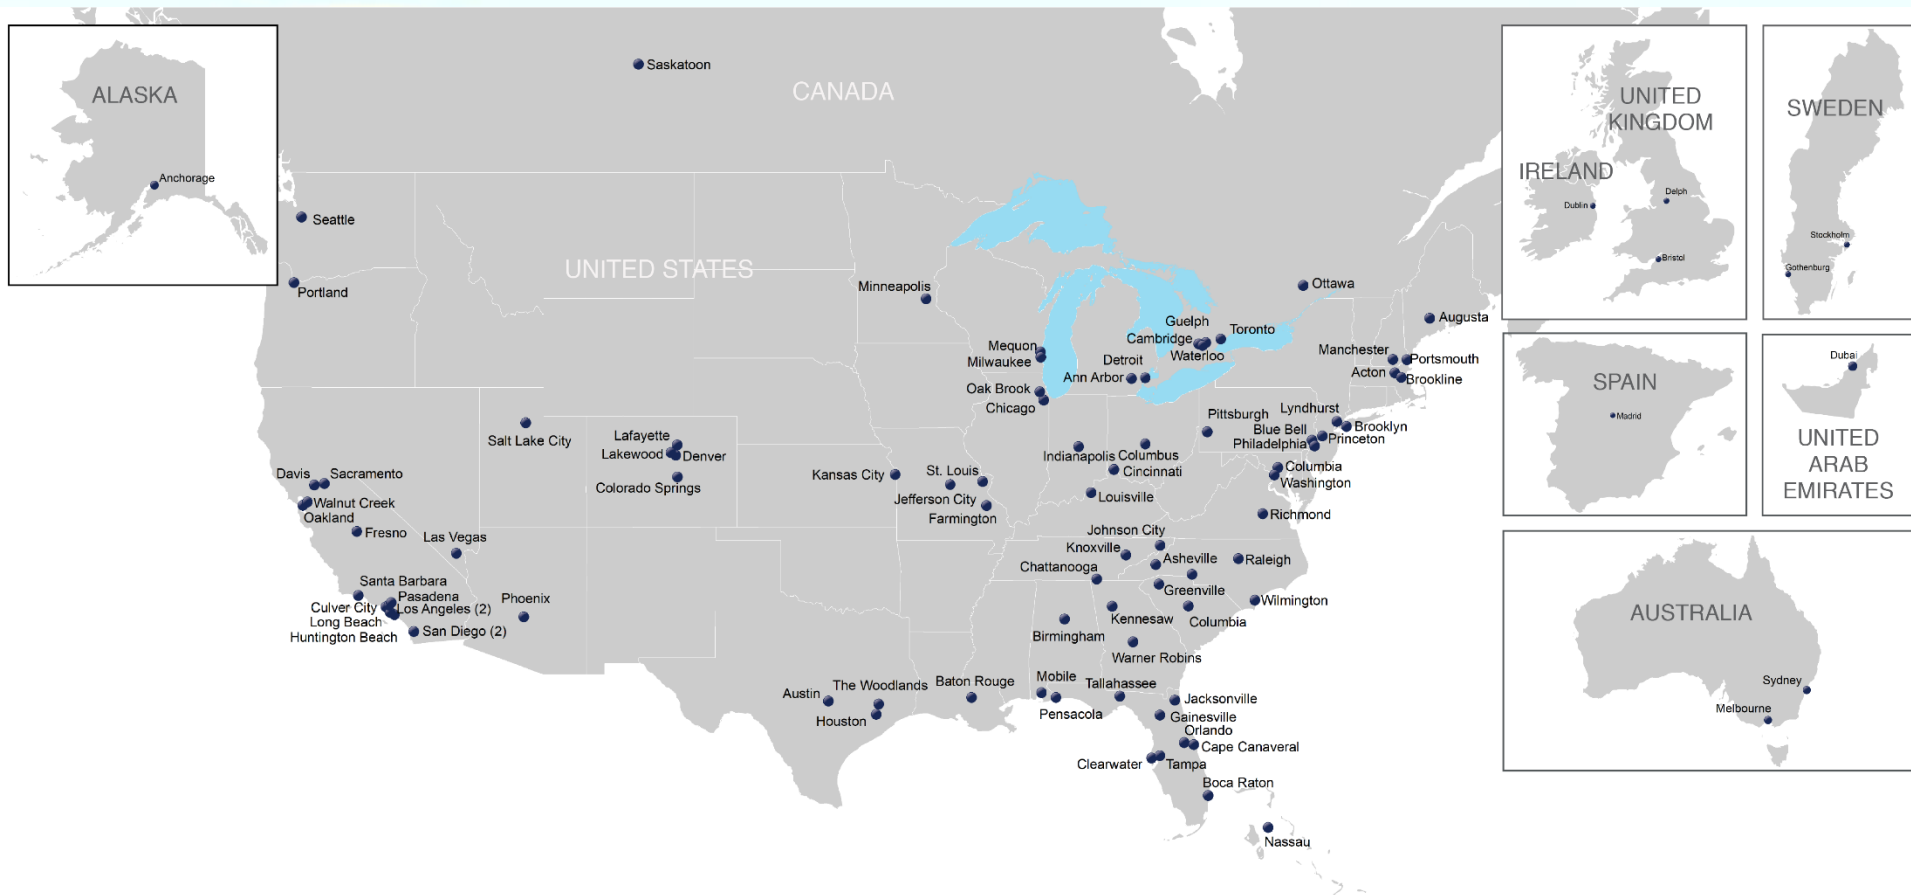 ALASKA
Anchorage
Saskatoon
CANADA
UNITED STATES
Seattle
Portland
Minneapolis
Ottawa
Augusta
Guelph
Toronto
Cambridge
Waterloo
Mequon
Milwaukee
Detroit
Ann Arbor
Oak Brook
Chicago
Manchester
Portsmouth
Acton
Brookline
Salt Lake City
Lafayette
Lakewood
Denver
Colorado Springs
Kansas City
St. Louis
Jefferson City
Farmington
Indianapolis
Columbus
Cincinnati
Louisville
Pittsburgh
Lyndhurst
Brooklyn
Blue Bell
Princeton
Philadelphia
Columbia
Washington
Richmond
Davis
Sacramento
Walnut Creek
Oakland
Fresno
Las Vegas
Santa Barbara
Pasadena
Culver City
Los Angeles (2)
Long Beach
Huntington Beach
San Diego (2)
Phoenix
Johnson City
Knoxville
Asheville
Chattanooga
Raleigh
Greenville
Wilmington
Kennesaw
Columbia
Birmingham
Warner Robins
Austin
The Woodlands
Houston
Baton Rouge
Mobile
Pensacola
Tallahassee
Jacksonville
Gainesville
Orlando
Cape Canaveral
Clearwater
Tampa
Boca Raton
Nassau
UNITED
KINGDOM
IRELAND
Delph
Dublin
Bristol
SWEDEN
Stockholm
Gothenburg
SPAIN
Madrid
Dubai
UNITED
ARAB
EMIRATES
AUSTRALIA
Sydney
Melbourne